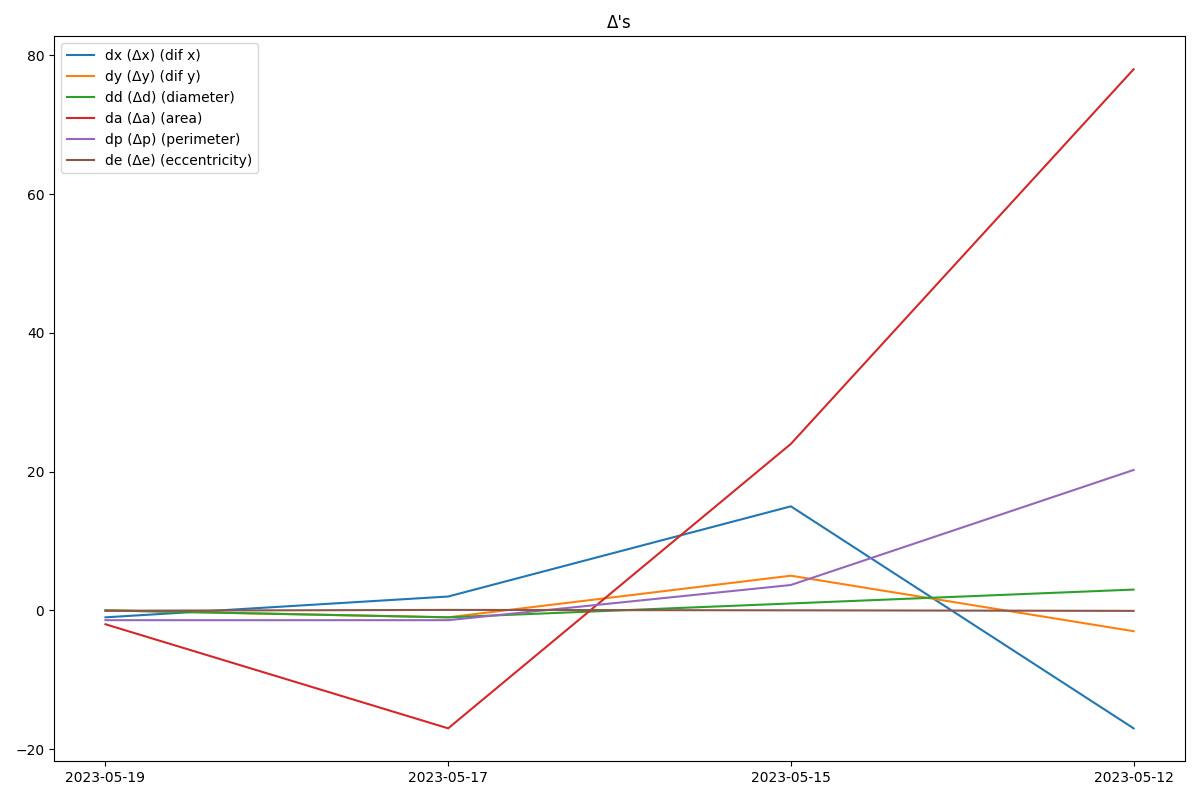 Δ's
dx (Δx) (dif x)
dy (Δy) (dif y)
dd (Δd) (diameter)
da (Δa) (area)
dp (Δp) (perimeter)
de (Δe) (eccentricity)
80
60
40
20
0
−20
2023-05-19 2023-05-17 2023-05-15 2023-05-12